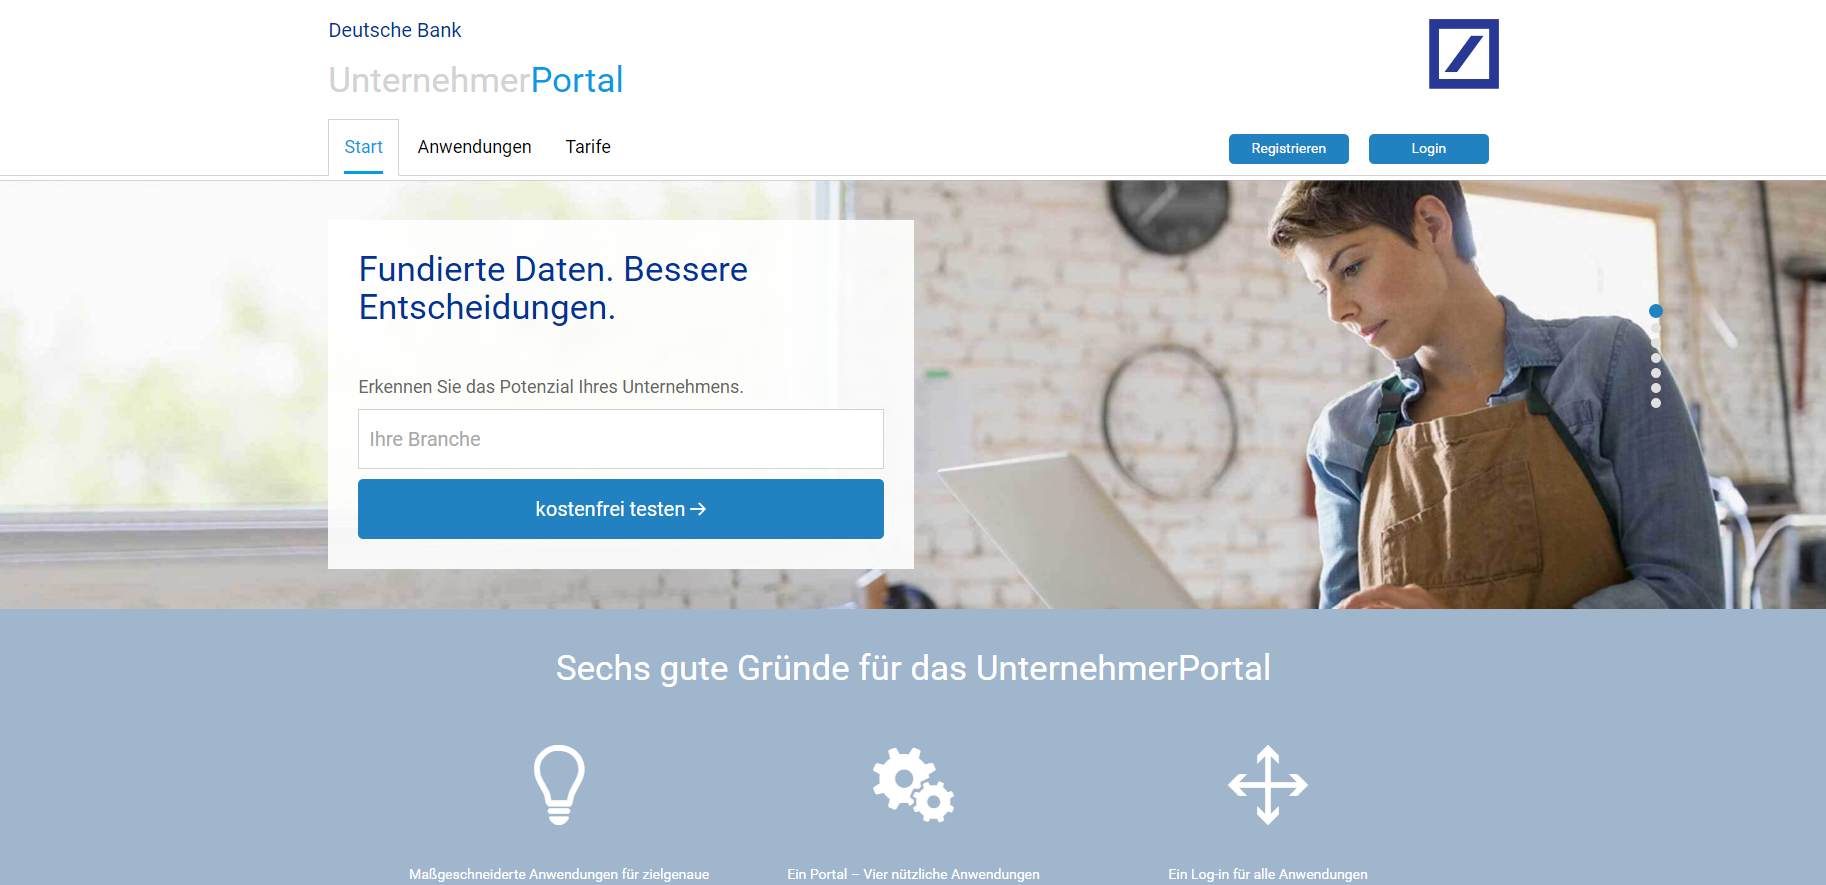 Deutsche Bank
UnternehmerPortal
Start Anwendungen Tarife
Registrieren Login
Fundierte Daten. Bessere
Entscheidungen.
Erkennen Sie das Potenzial Ihres Unternehmens.
Ihre Branche
kostenfrei testen →
Sechs gute Gründe für das UnternehmerPortal
Maßgeschneiderte Anwendungen für zielgenaue
Ein Portal – Vier nützliche Anwendungen
Ein Log-in für alle Anwendungen